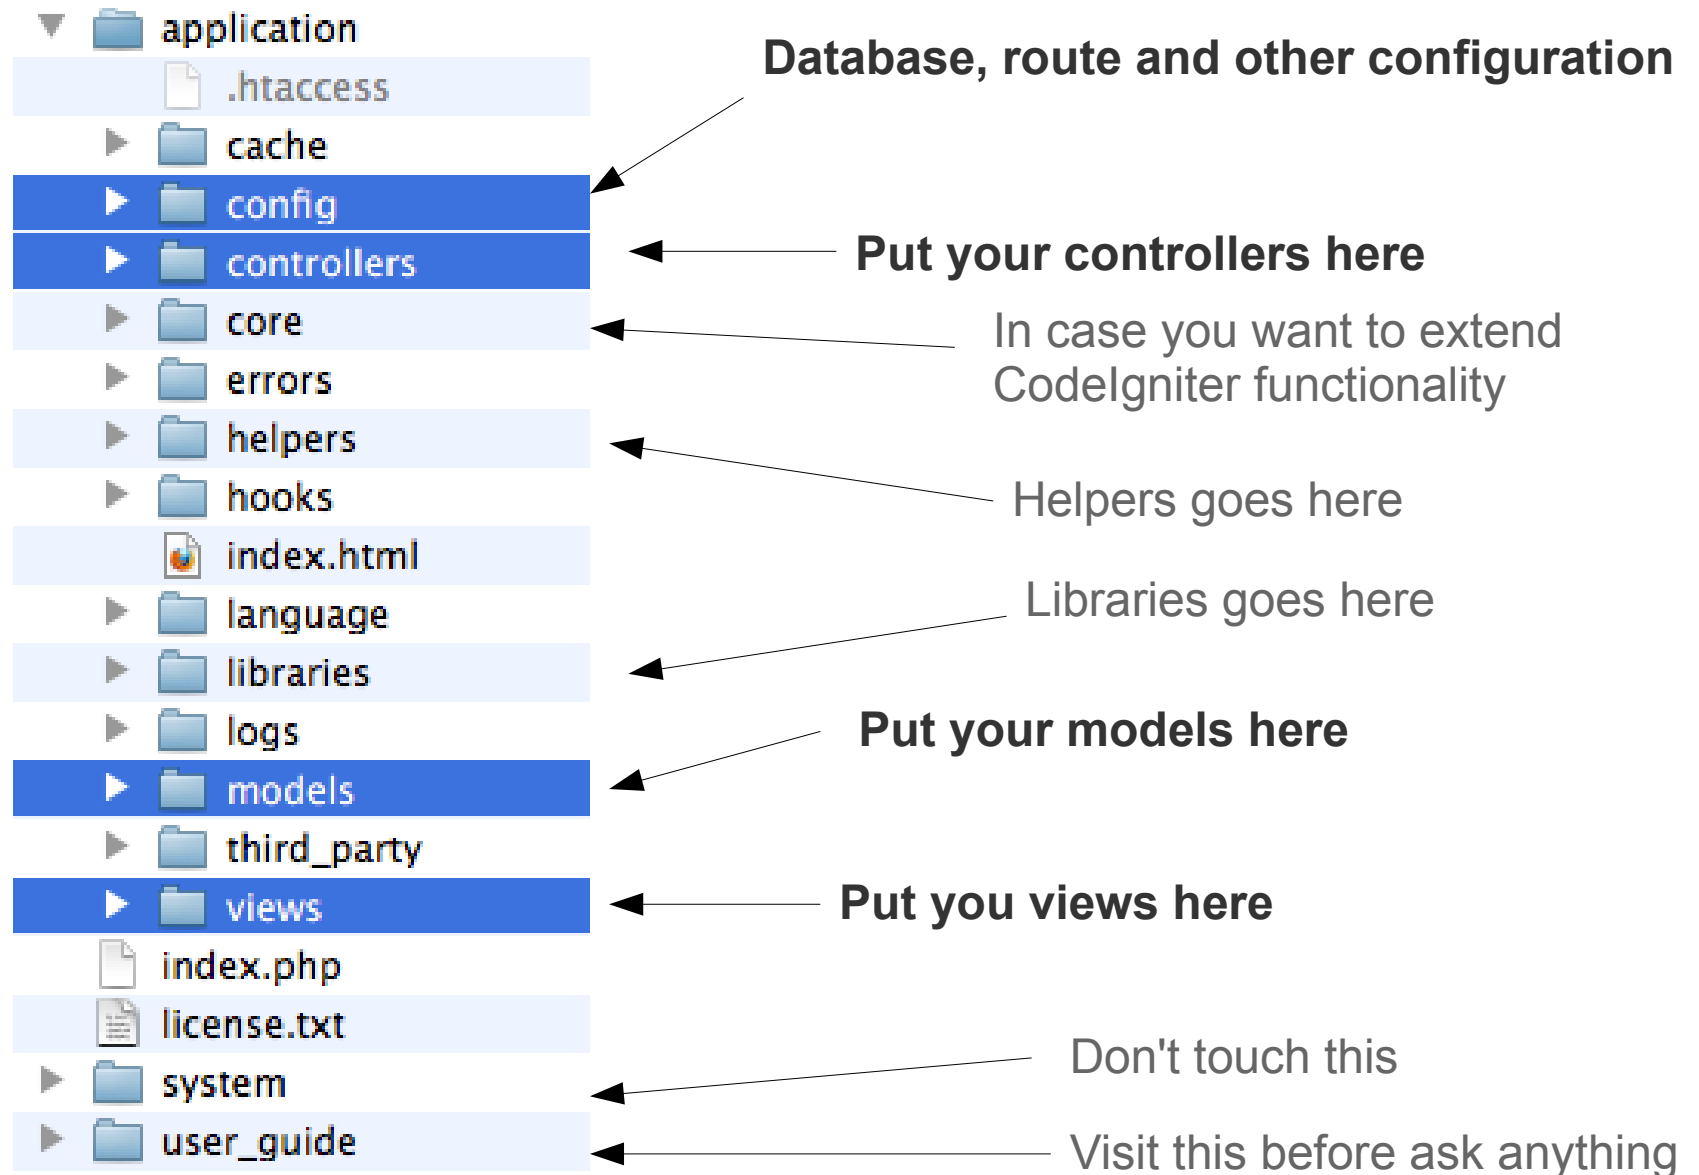 application
Database, route and other configuration
.htaccess
cache
config
controllers
Put your controllers here
core
In case you want to extend
CodeIgniter functionality
errors
helpers
hooks
Helpers goes here
index.html
language
Libraries goes here
libraries
logs
Put your models here
models
third_party
views
Put you views here
index.php
license.txt
system
Don't touch this
user_guide
Visit this before ask anything